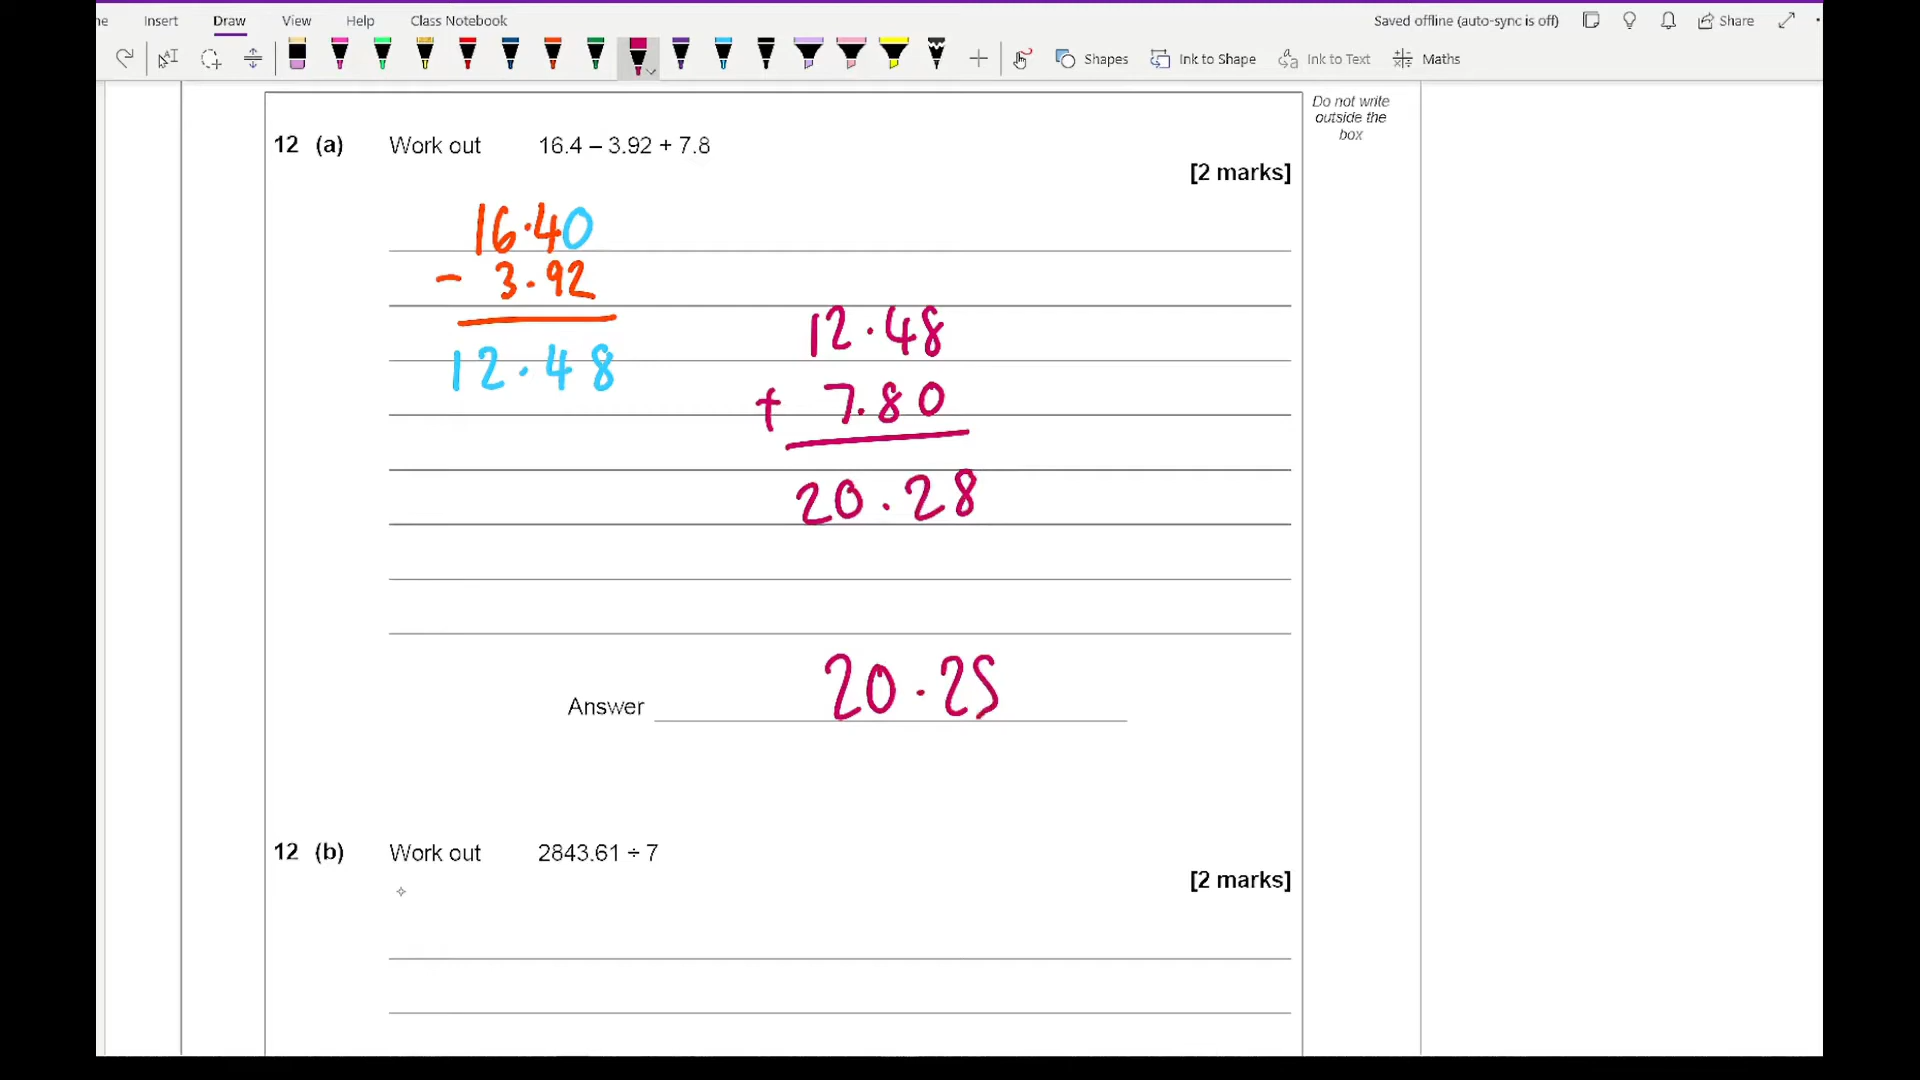 ne Insert Draw View Help Class Notebook Saved offline (auto-sync is off) Share
Shapes Ink to Shape Ink to Text Maths
Do not write
outside the
box
12 (a) Work out 16.4 – 3.92 + 7.8
[2 marks]
16.40
- 3.92
12.48
12.48
+ 7.80
20.28
Answer 20.25
12 (b) Work out 2843.61 ÷ 7
[2 marks]